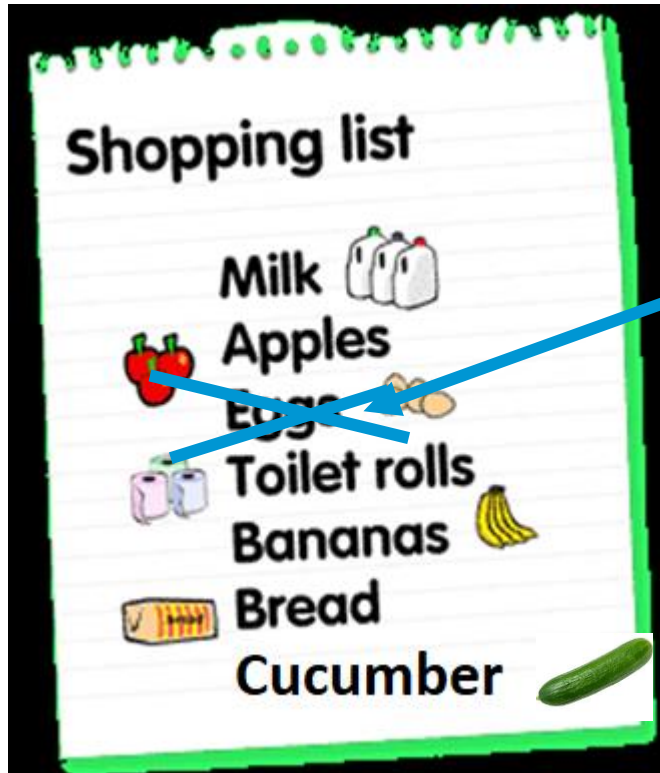 Shopping list
Milk
Apples
Eggs
Toilet rolls
Bananas
Bread
Cucumber